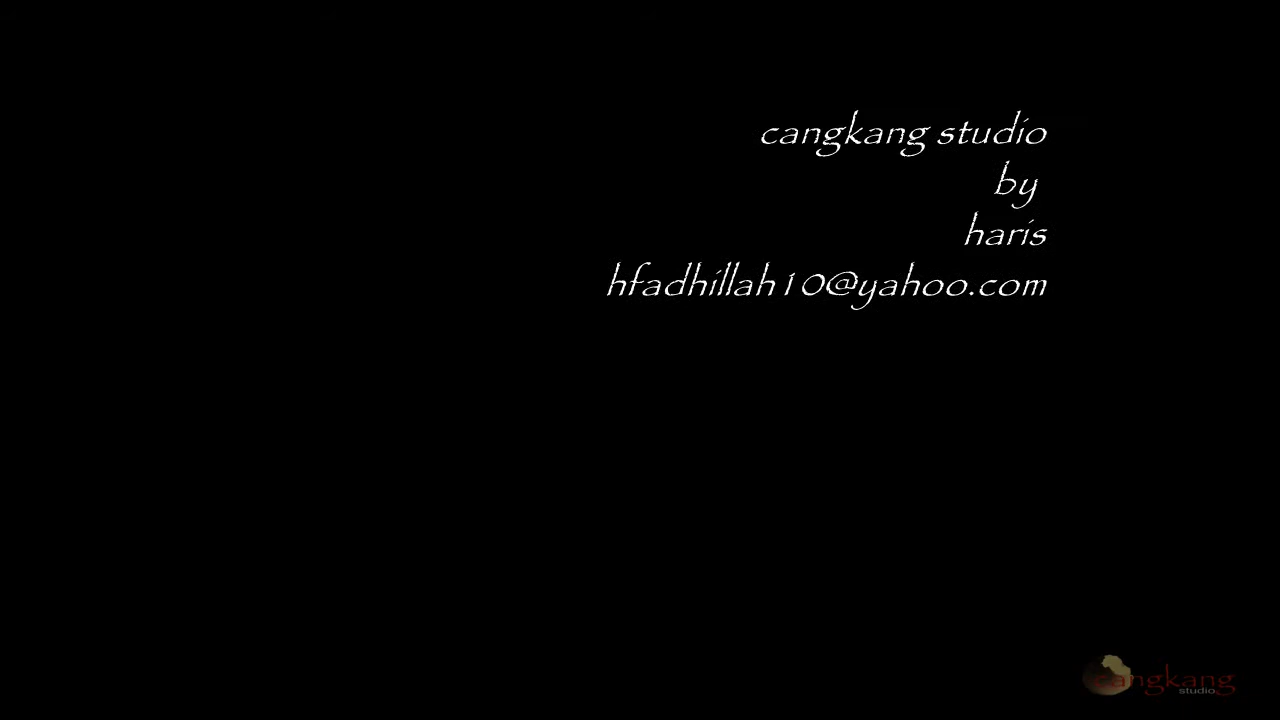 cangkang studio
by
haris
hfadhillah10@yahoo.com
cangkang
studio